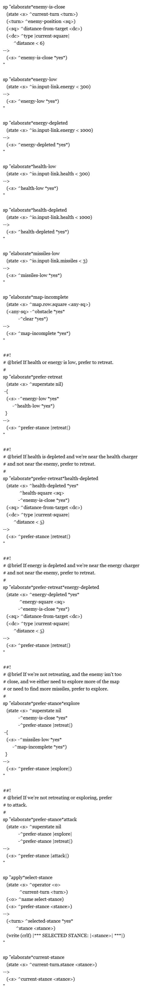 sp "elaborate*enemy-is-close
(state <s> ^current-turn <turn>)
(<turn> ^enemy-position <sq>)
(<sq> ^distance-from-target <dc>)
(<dc> ^type |current-square|
^distance < 6)
-->
(<s> ^enemy-is-close *yes*)
"
sp "elaborate*energy-low
(state <s> ^io.input-link.energy < 300)
-->
(<s> ^energy-low *yes*)
"
sp "elaborate*energy-depleted
(state <s> ^io.input-link.energy < 1000)
-->
(<s> ^energy-depleted *yes*)
"
sp "elaborate*health-low
(state <s> ^io.input-link.health < 300)
-->
(<s> ^health-low *yes*)
"
sp "elaborate*health-depleted
(state <s> ^io.input-link.health < 1000)
-->
(<s> ^health-depleted *yes*)
"
sp "elaborate*missiles-low
(state <s> ^io.input-link.missiles < 3)
-->
(<s> ^missiles-low *yes*)
"
sp "elaborate*map-incomplete
(state <s> ^map.row.square <any-sq>)
(<any-sq> -^obstacle *yes*
-^clear *yes*)
-->
(<s> ^map-incomplete *yes*)
"
##!
# @brief If health or energy is low, prefer to retreat.
#
sp "elaborate*prefer-retreat
(state <s> ^superstate nil)
-{
(<s> -^energy-low *yes*
-^health-low *yes*)
}
-->
(<s> ^prefer-stance |retreat|)
"
##!
# @brief If health is depleted and we're near the health charger
# and not near the enemy, prefer to retreat.
#
sp "elaborate*prefer-retreat*health-depleted
(state <s> ^health-depleted *yes*
^health-square <sq>
-^enemy-is-close *yes*)
(<sq> ^distance-from-target <dc>)
(<dc> ^type |current-square|
^distance < 5)
-->
(<s> ^prefer-stance |retreat|)
"
##!
# @brief If energy is depleted and we're near the energy charger
# and not near the enemy, prefer to retreat.
#
sp "elaborate*prefer-retreat*energy-depleted
(state <s> ^energy-depleted *yes*
^energy-square <sq>
-^enemy-is-close *yes*)
(<sq> ^distance-from-target <dc>)
(<dc> ^type |current-square|
^distance < 5)
-->
(<s> ^prefer-stance |retreat|)
"
##!
# @brief If we're not retreating, and the enemy isn't too
# close, and we either need to explore more of the map
# or need to find more missiles, prefer to explore.
#
sp "elaborate*prefer-stance*explore
(state <s> ^superstate nil
-^enemy-is-close *yes*
-^prefer-stance |retreat|)
-{
(<s> -^missiles-low *yes*
-^map-incomplete *yes*)
}
-->
(<s> ^prefer-stance |explore|)
"
##!
# @brief If we're not retreating or exploring, prefer
# to attack.
#
sp "elaborate*prefer-stance*attack
(state <s> ^superstate nil
-^prefer-stance |explore|
-^prefer-stance |retreat|)
-->
(<s> ^prefer-stance |attack|)
"
sp "apply*select-stance
(state <s> ^operator <o>
^current-turn <turn>)
(<o> ^name select-stance)
(<s> ^prefer-stance <stance>)
-->
(<turn> ^selected-stance *yes*
^stance <stance>)
(write (crlf) |*** SELECTED STANCE: |<stance>| ***|)
"
sp "elaborate*current-stance
(state <s> ^current-turn.stance <stance>)
-->
(<s> ^current-stance <stance>)
"